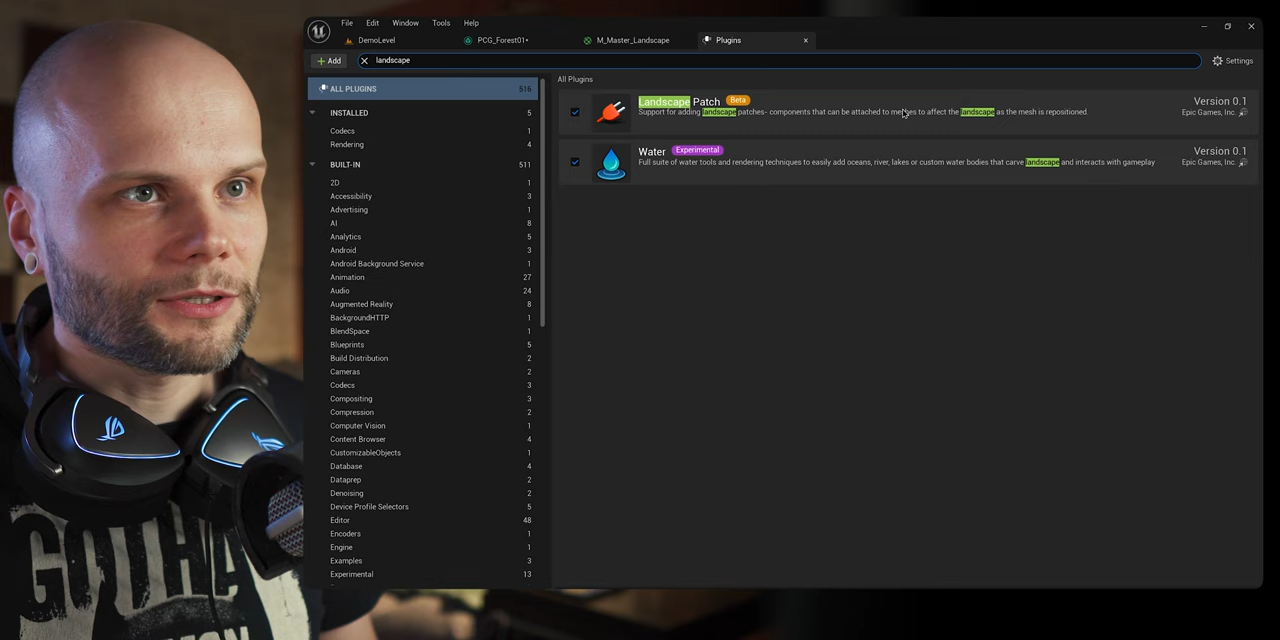 File Edit Window Tools Help
DemoLevel
PCG_Forest01•
M_Master_Landscape
Plugins
Add
landscape
Settings
ALL PLUGINS 516
INSTALLED 5
Codecs 1
Rendering 4
BUILT-IN 511
2D 1
Accessibility 3
Advertising 1
AI 8
Analytics 5
Android 3
Android Background Service 1
Animation 27
Audio 24
Augmented Reality 8
BackgroundHTTP 1
BlendSpace 1
Blueprints 5
Build Distribution 2
Cameras 2
Codecs 3
Compositing 3
Compression 2
Computer Vision 1
Content Browser 4
CustomizableObjects 1
Database 4
Dataprep 2
Denoising 2
Device Profile Selectors 5
Editor 48
Encoders 1
Engine 1
Examples 3
Experimental 13
All Plugins
Landscape Patch Beta
Support for adding landscape patches- components that can be attached to meshes to affect the landscape as the mesh is repositioned.
Version 0.1
Epic Games, Inc.
Water Experimental
Full suite of water tools and rendering techniques to easily add oceans, river, lakes or custom water bodies that carve landscape and interacts with gameplay
Version 0.1
Epic Games, Inc.